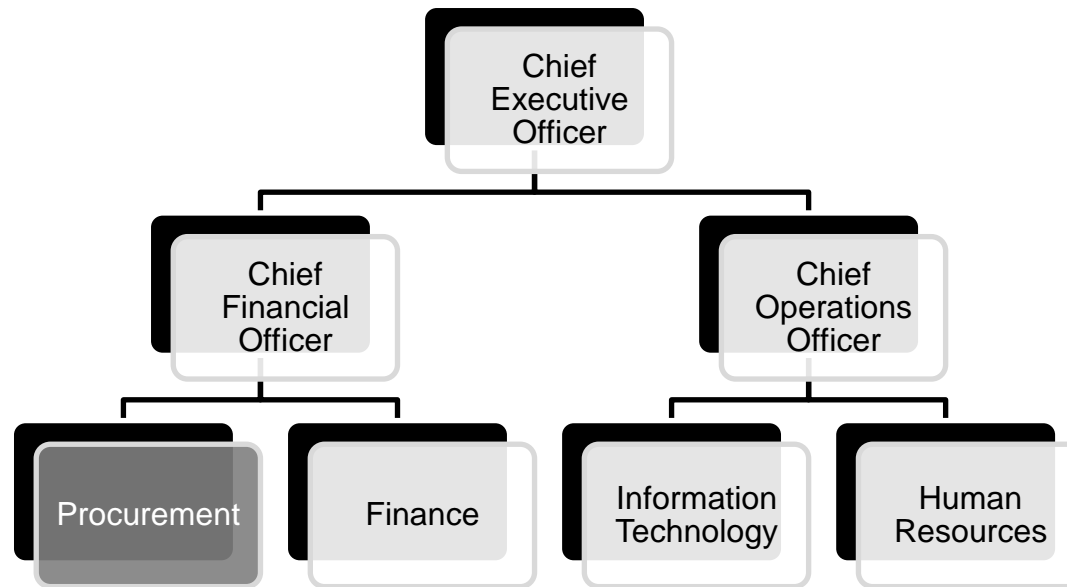 Chief
Executive
Officer
Chief
Financial
Officer
Chief
Operations
Officer
Procurement
Finance
Information
Technology
Human
Resources